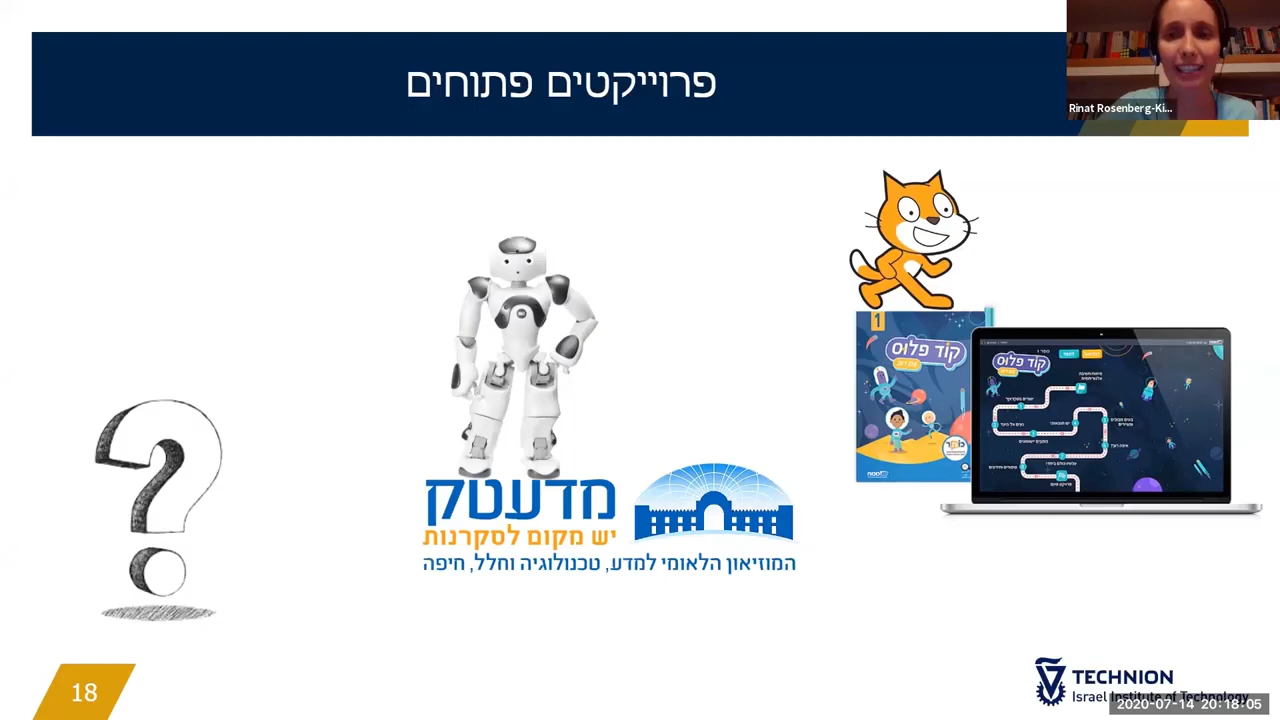 פרוייקטים פתוחים
Rinat Rosenberg-Ki...
1
קוד פלוס
קוד פלוס
מדעטק
יש מקום לסקרנות
המוזיאון הלאומי למדע, טכנולוגיה וחלל, חיפה
18
TECHNION
Israel Institute of Technology
2020-07-14 20:18:05